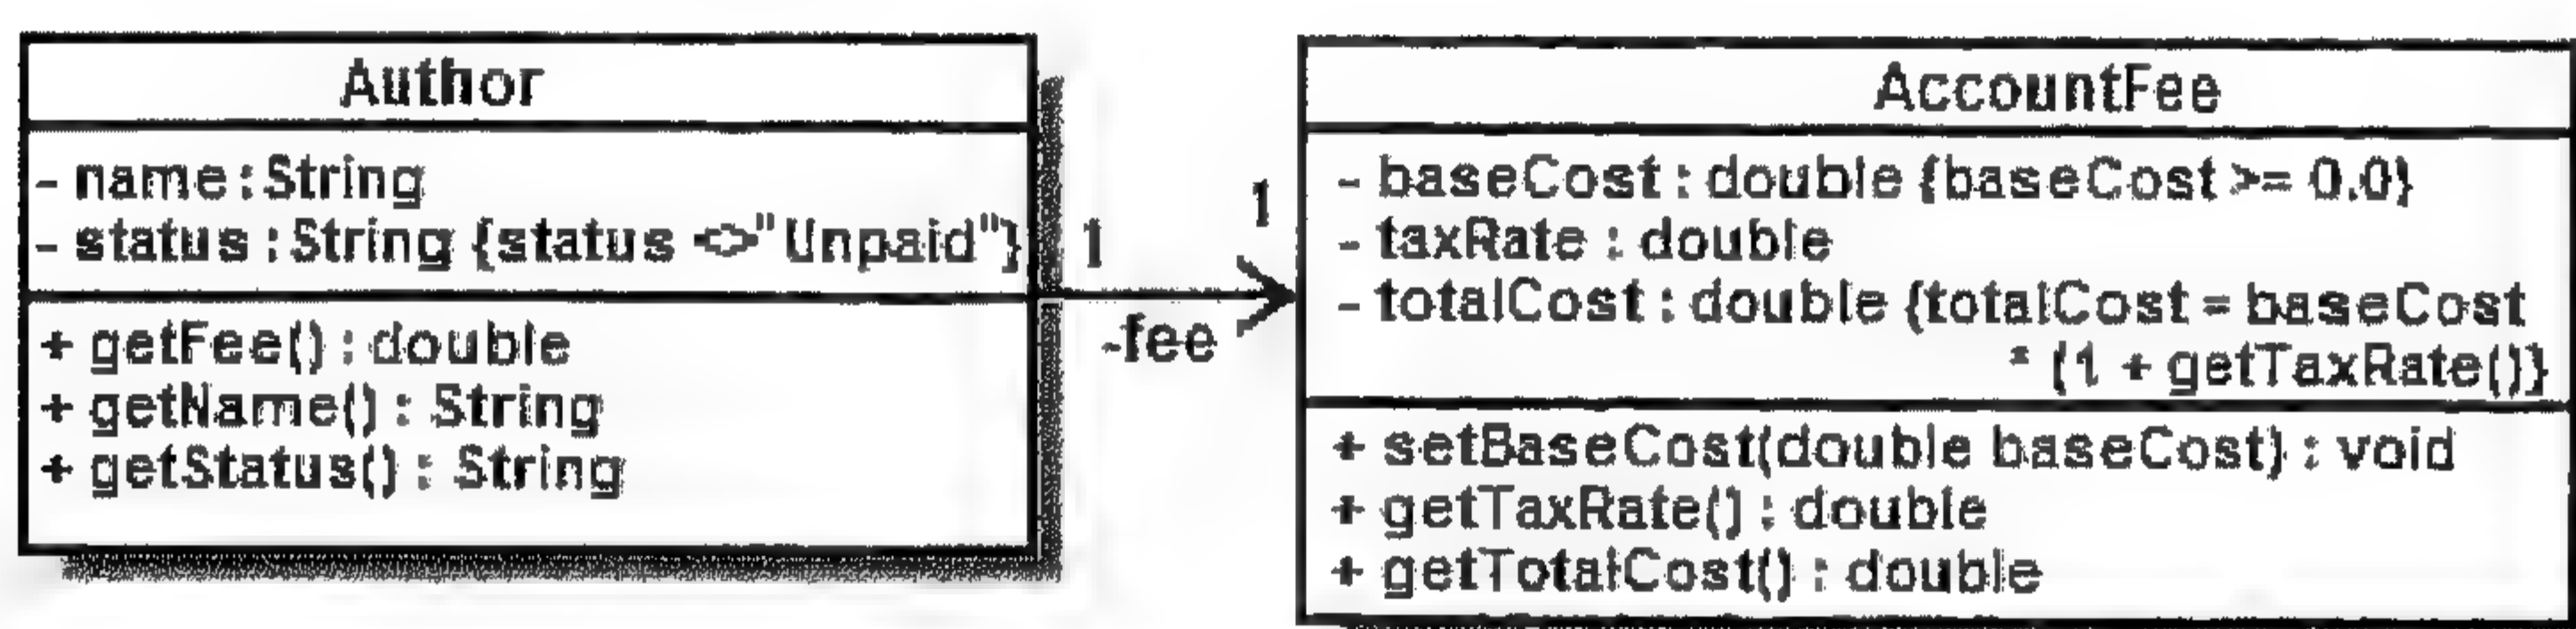 Author
- name : String
- status : String {status <> "Unpaid"}
+ getFee() : double
+ getName() : String
+ getStatus() : String
1
1
-fee
AccountFee
- baseCost : double {baseCost >= 0.0}
- taxRate : double
- totalCost : double {totalCost = baseCost
* (1 + getTaxRate()}
+ setBaseCost(double baseCost) : void
+ getTaxRate() : double
+ getTotalCost() : double